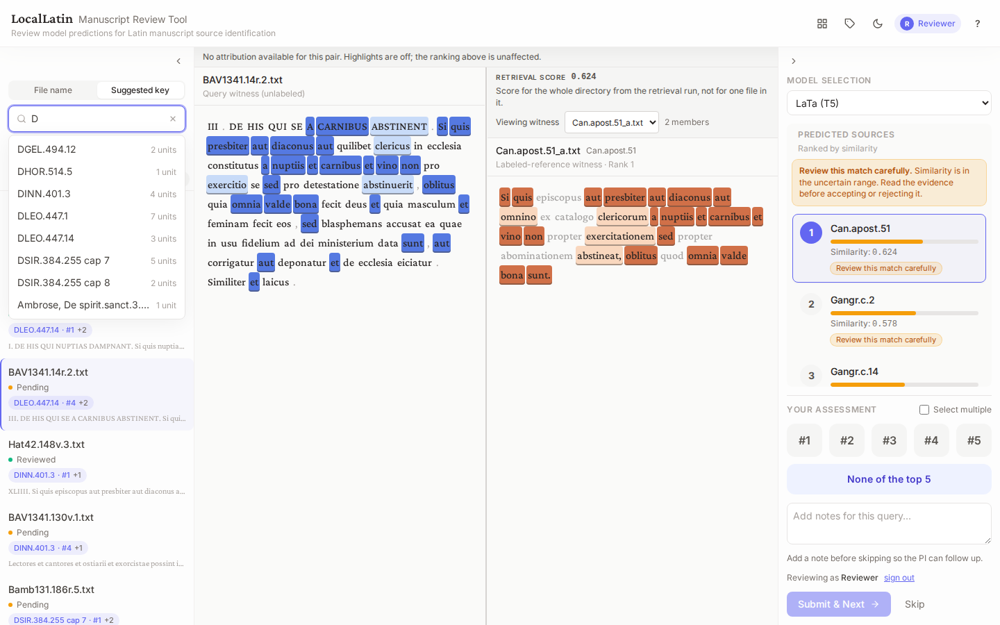 LocalLatin Manuscript Review Tool
Review model predictions for Latin manuscript source identification
R Reviewer ?
File name Suggested key
D
DGEL.494.12 2 units
DHOR.514.5 1 unit
DINN.401.3 4 units
DLEO.447.1 7 units
DLEO.447.14 3 units
DSIR.384.255 cap 7 5 units
DSIR.384.255 cap 8 2 units
Ambrose, De spirit.sanct.3.... 1 unit
DLEO.447.14 · #1 +2
I. DE HIS QUI NUPTIAS DAMPNANT. Si quis nuptia...
BAV1341.14r.2.txt
Pending
DLEO.447.14 · #4 +2
III. DE HIS QUI SE A CARNIBUS ABSTINENT. Si qui...
Hat42.148v.3.txt
Reviewed
DINN.401.3 · #1 +1
XLIIII. Si quis episcopus aut presbiter aut diaconus a...
BAV1341.130v.1.txt
Pending
DINN.401.3 · #4 +1
Lectores et cantores et ostiarii et exorcistae possint i...
Bamb131.186r.5.txt
Pending
DSIR.384.255 cap 7 · #1 +2
No attribution available for this pair. Highlights are off; the ranking above is unaffected.
BAV1341.14r.2.txt
Query witness (unlabeled)
III . DE HIS QUI SE A CARNIBUS ABSTINENT . Si quis
presbiter aut diaconus aut quilibet clericus in ecclesia
constitutus a nuptiis et carnibus et vino non pro
exercitio se sed pro detestatione abstinuerit , oblitus
quia omnia valde bona fecit deus et quia masculum et
feminam fecit eos , sed blasphemans accusat ea quae
in usu fidelium ad dei ministerium data sunt , aut
corrigatur aut deponatur et de ecclesia eiciatur .
Similiter et laicus .
RETRIEVAL SCORE 0.624
Score for the whole directory from the retrieval run, not for one file in
it.
Viewing witness Can.apost.51_a.txt 2 members
Can.apost.51_a.txt Can.apost.51
Labeled-reference witness · Rank 1
Si quis episcopus aut presbiter aut diaconus aut
omnino ex catalogo clericorum a nuptiis et carnibus et
vino non propter exercitationem sed propter
abominationem abstineat, oblitus quod omnia valde
bona sunt.
MODEL SELECTION
LaTa (T5)
PREDICTED SOURCES
Ranked by similarity
Review this match carefully. Similarity is in
the uncertain range. Read the evidence
before accepting or rejecting it.
1 Can.apost.51
Similarity: 0.624
Review this match carefully
2 Gangr.c.2
Similarity: 0.578
Review this match carefully
3 Gangr.c.14
YOUR ASSESSMENT Select multiple
#1 #2 #3 #4 #5
None of the top 5
Add notes for this query...
Add a note before skipping so the PI can follow up.
Reviewing as Reviewer sign out
Submit & Next → Skip